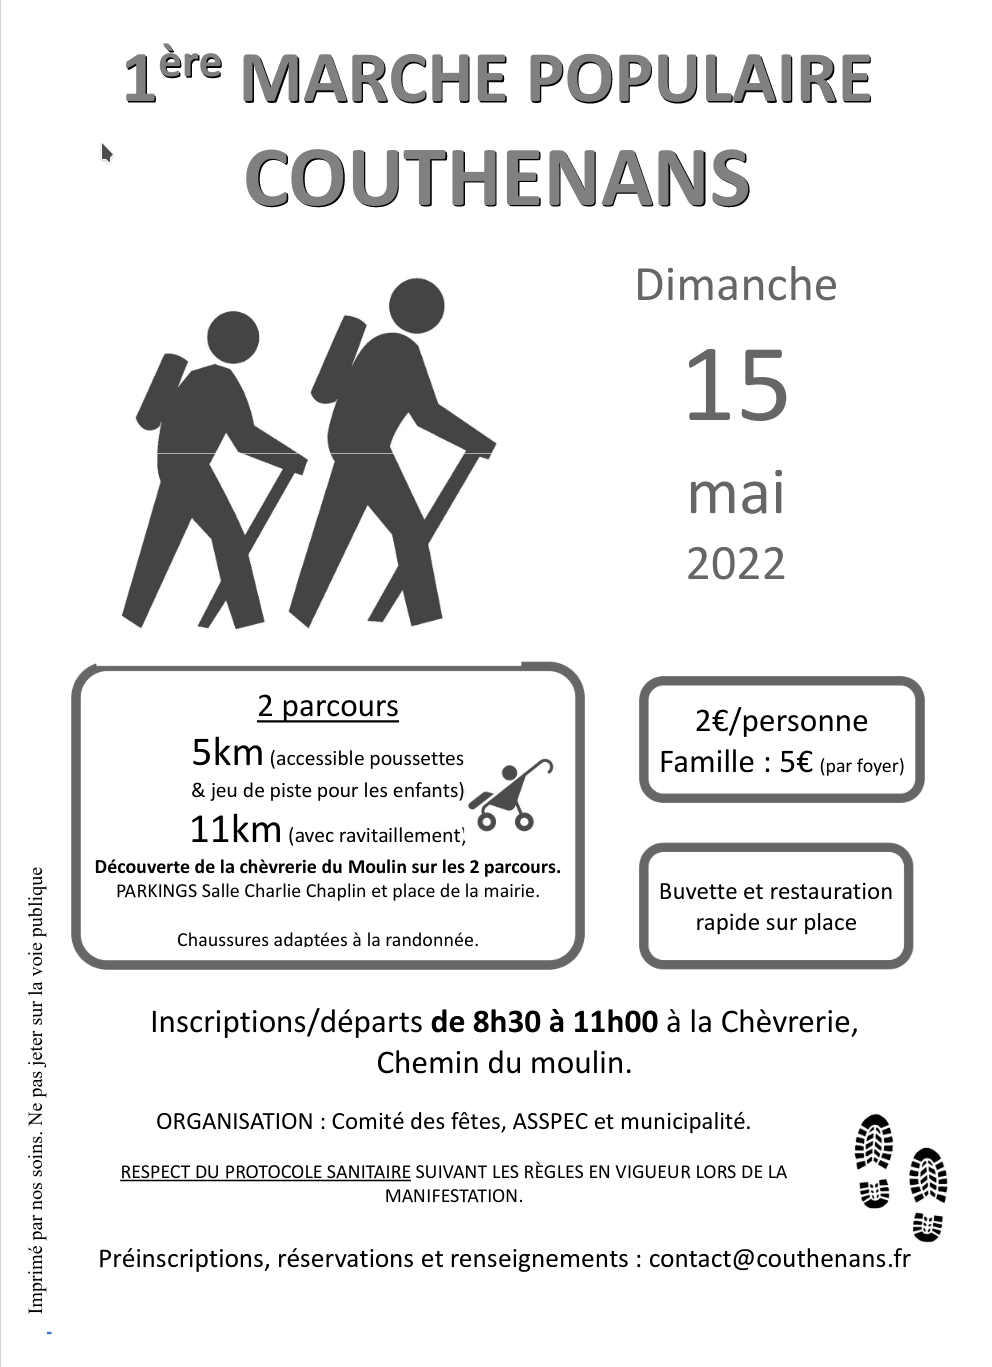 1ère MARCHE POPULAIRE
COUTHENANS
Dimanche
15
mai
2022
2 parcours
5km (accessible poussettes
& jeu de piste pour les enfants)
11km (avec ravitaillement)
Découverte de la chèvrerie du Moulin sur les 2 parcours.
PARKINGS Salle Charlie Chaplin et place de la mairie.
Chaussures adaptées à la randonnée.
2€/personne
Famille : 5€ (par foyer)
Buvette et restauration
rapide sur place
Inscriptions/départs de 8h30 à 11h00 à la Chèvrerie,
Chemin du moulin.
ORGANISATION : Comité des fêtes, ASSPEC et municipalité.
RESPECT DU PROTOCOLE SANITAIRE SUIVANT LES RÈGLES EN VIGUEUR LORS DE LA
MANIFESTATION.
Préinscriptions, réservations et renseignements : contact@couthenans.fr
Imprimé par nos soins. Ne pas jeter sur la voie publique